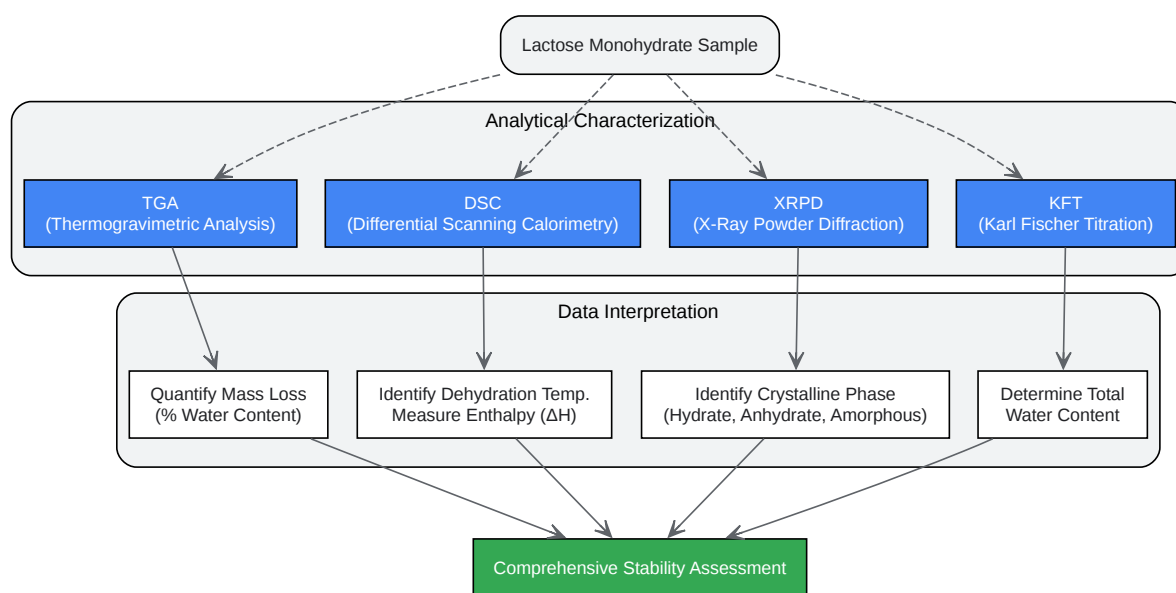 Lactose Monohydrate Sample
Analytical Characterization
TGA
(Thermogravimetric Analysis)
DSC
(Differential Scanning Calorimetry)
XRPD
(X-Ray Powder Diffraction)
KFT
(Karl Fischer Titration)
Data Interpretation
Quantify Mass Loss
(% Water Content)
Identify Dehydration Temp.
Measure Enthalpy (ΔH)
Identify Crystalline Phase
(Hydrate, Anhydrate, Amorphous)
Determine Total
Water Content
Comprehensive Stability Assessment